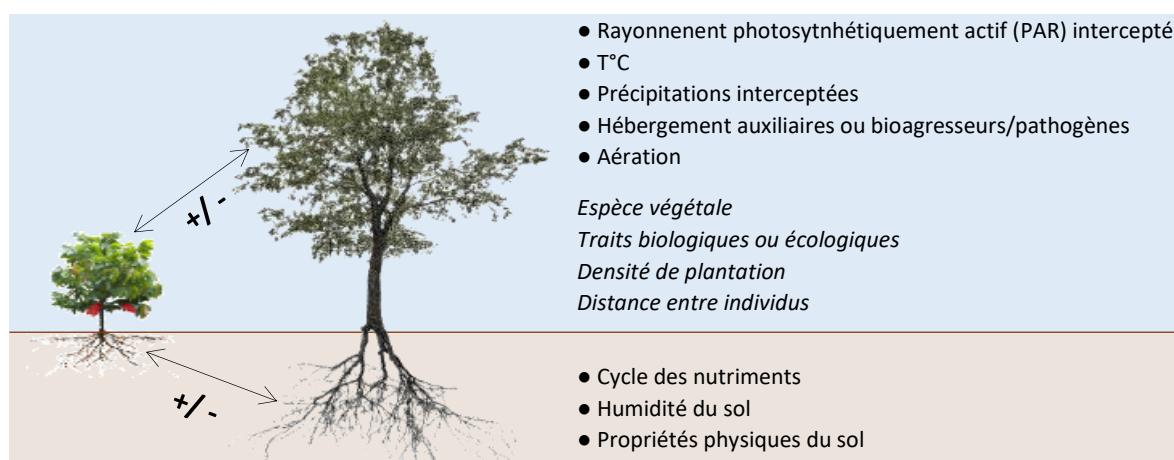 ● Rayonnenent photosytnhétiquement actif (PAR) intercepté
● T°C
● Précipitations interceptées
● Hébergement auxiliaires ou bioagresseurs/pathogènes
● Aération
+/-
Espèce végétale
Traits biologiques ou écologiques
Densité de plantation
Distance entre individus
+/-
● Cycle des nutriments
● Humidité du sol
● Propriétés physiques du sol